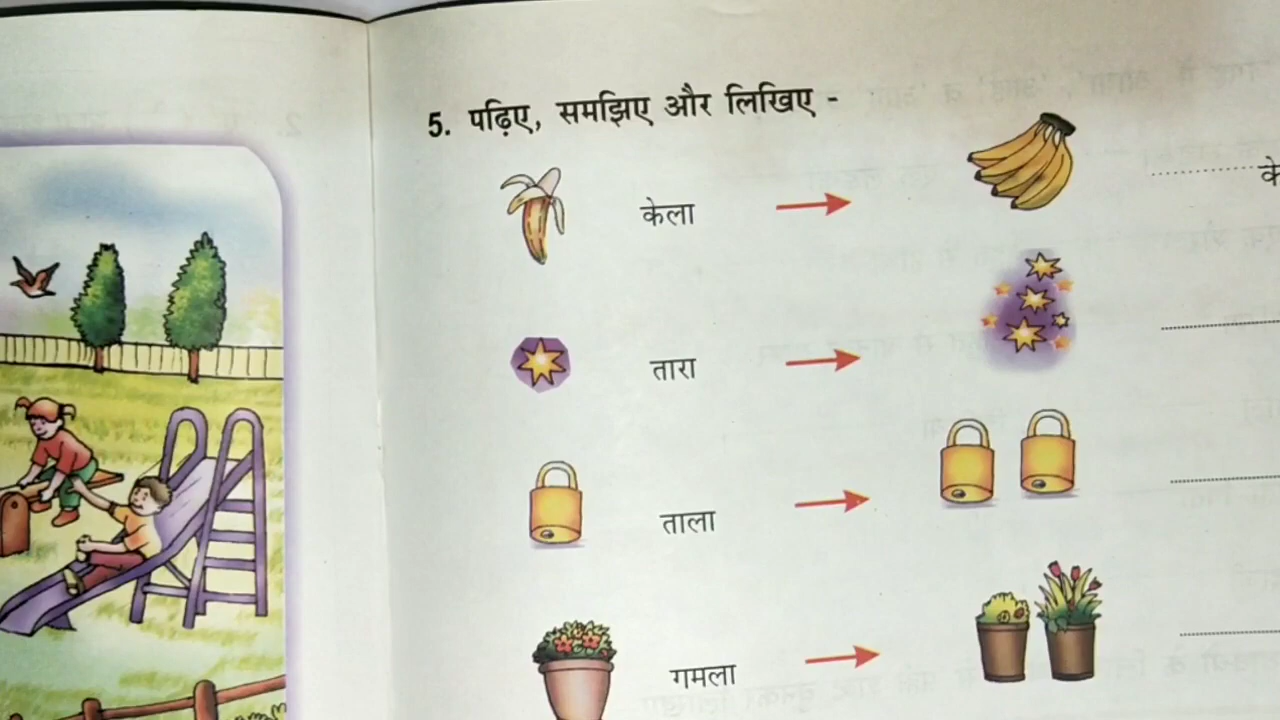 5. पढ़िए, समझिए और लिखिए -
केला
तारा
ताला
गमला